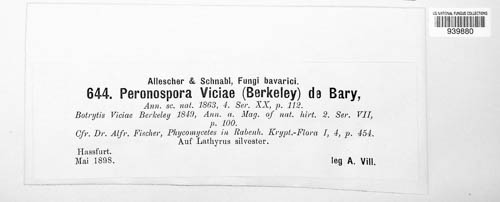 US NATIONAL FUNGUS COLLECTIONS
939880
Allescher & Schnabl, Fungi bavarici.
644. Peronospora Viciae (Berkeley) de Bary,
Ann. sc. nat. 1863, 4. Ser. XX, p. 112.
Botrytis Viciae Berkeley 1849, Ann. a. Mag. of nat. hirt. 2. Ser. VII,
p. 100.
Cfr. Dr. Alfr. Fischer, Phycomycetes in Rabenh. Krypt.-Flora I, 4, p. 454.
Auf Lathyrus silvester.
Hassfurt.
Mai 1898.
leg A. Vill.